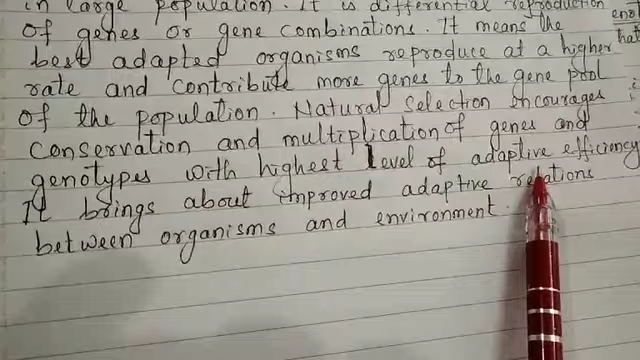 in large population. It is differential reproduction
of genes or gene combinations. It means the
best adapted organisms reproduce at a higher
rate and contribute more genes to the gene pool
of the population. Natural Selection encourages
conservation and multiplication of genes and
genotypes with highest level of adaptive efficiency
It brings about improved adaptive relations
between organisms and environment.